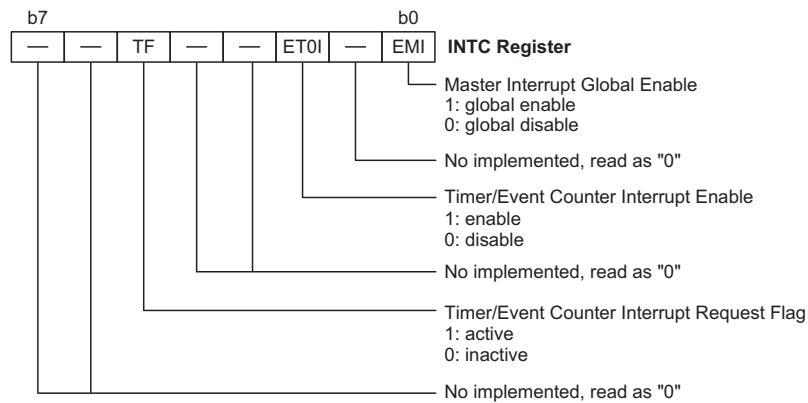 b7 b0
— — TF — — ET0I — EMI INTC Register
Master Interrupt Global Enable
1: global enable
0: global disable
No implemented, read as "0"
Timer/Event Counter Interrupt Enable
1: enable
0: disable
No implemented, read as "0"
Timer/Event Counter Interrupt Request Flag
1: active
0: inactive
No implemented, read as "0"